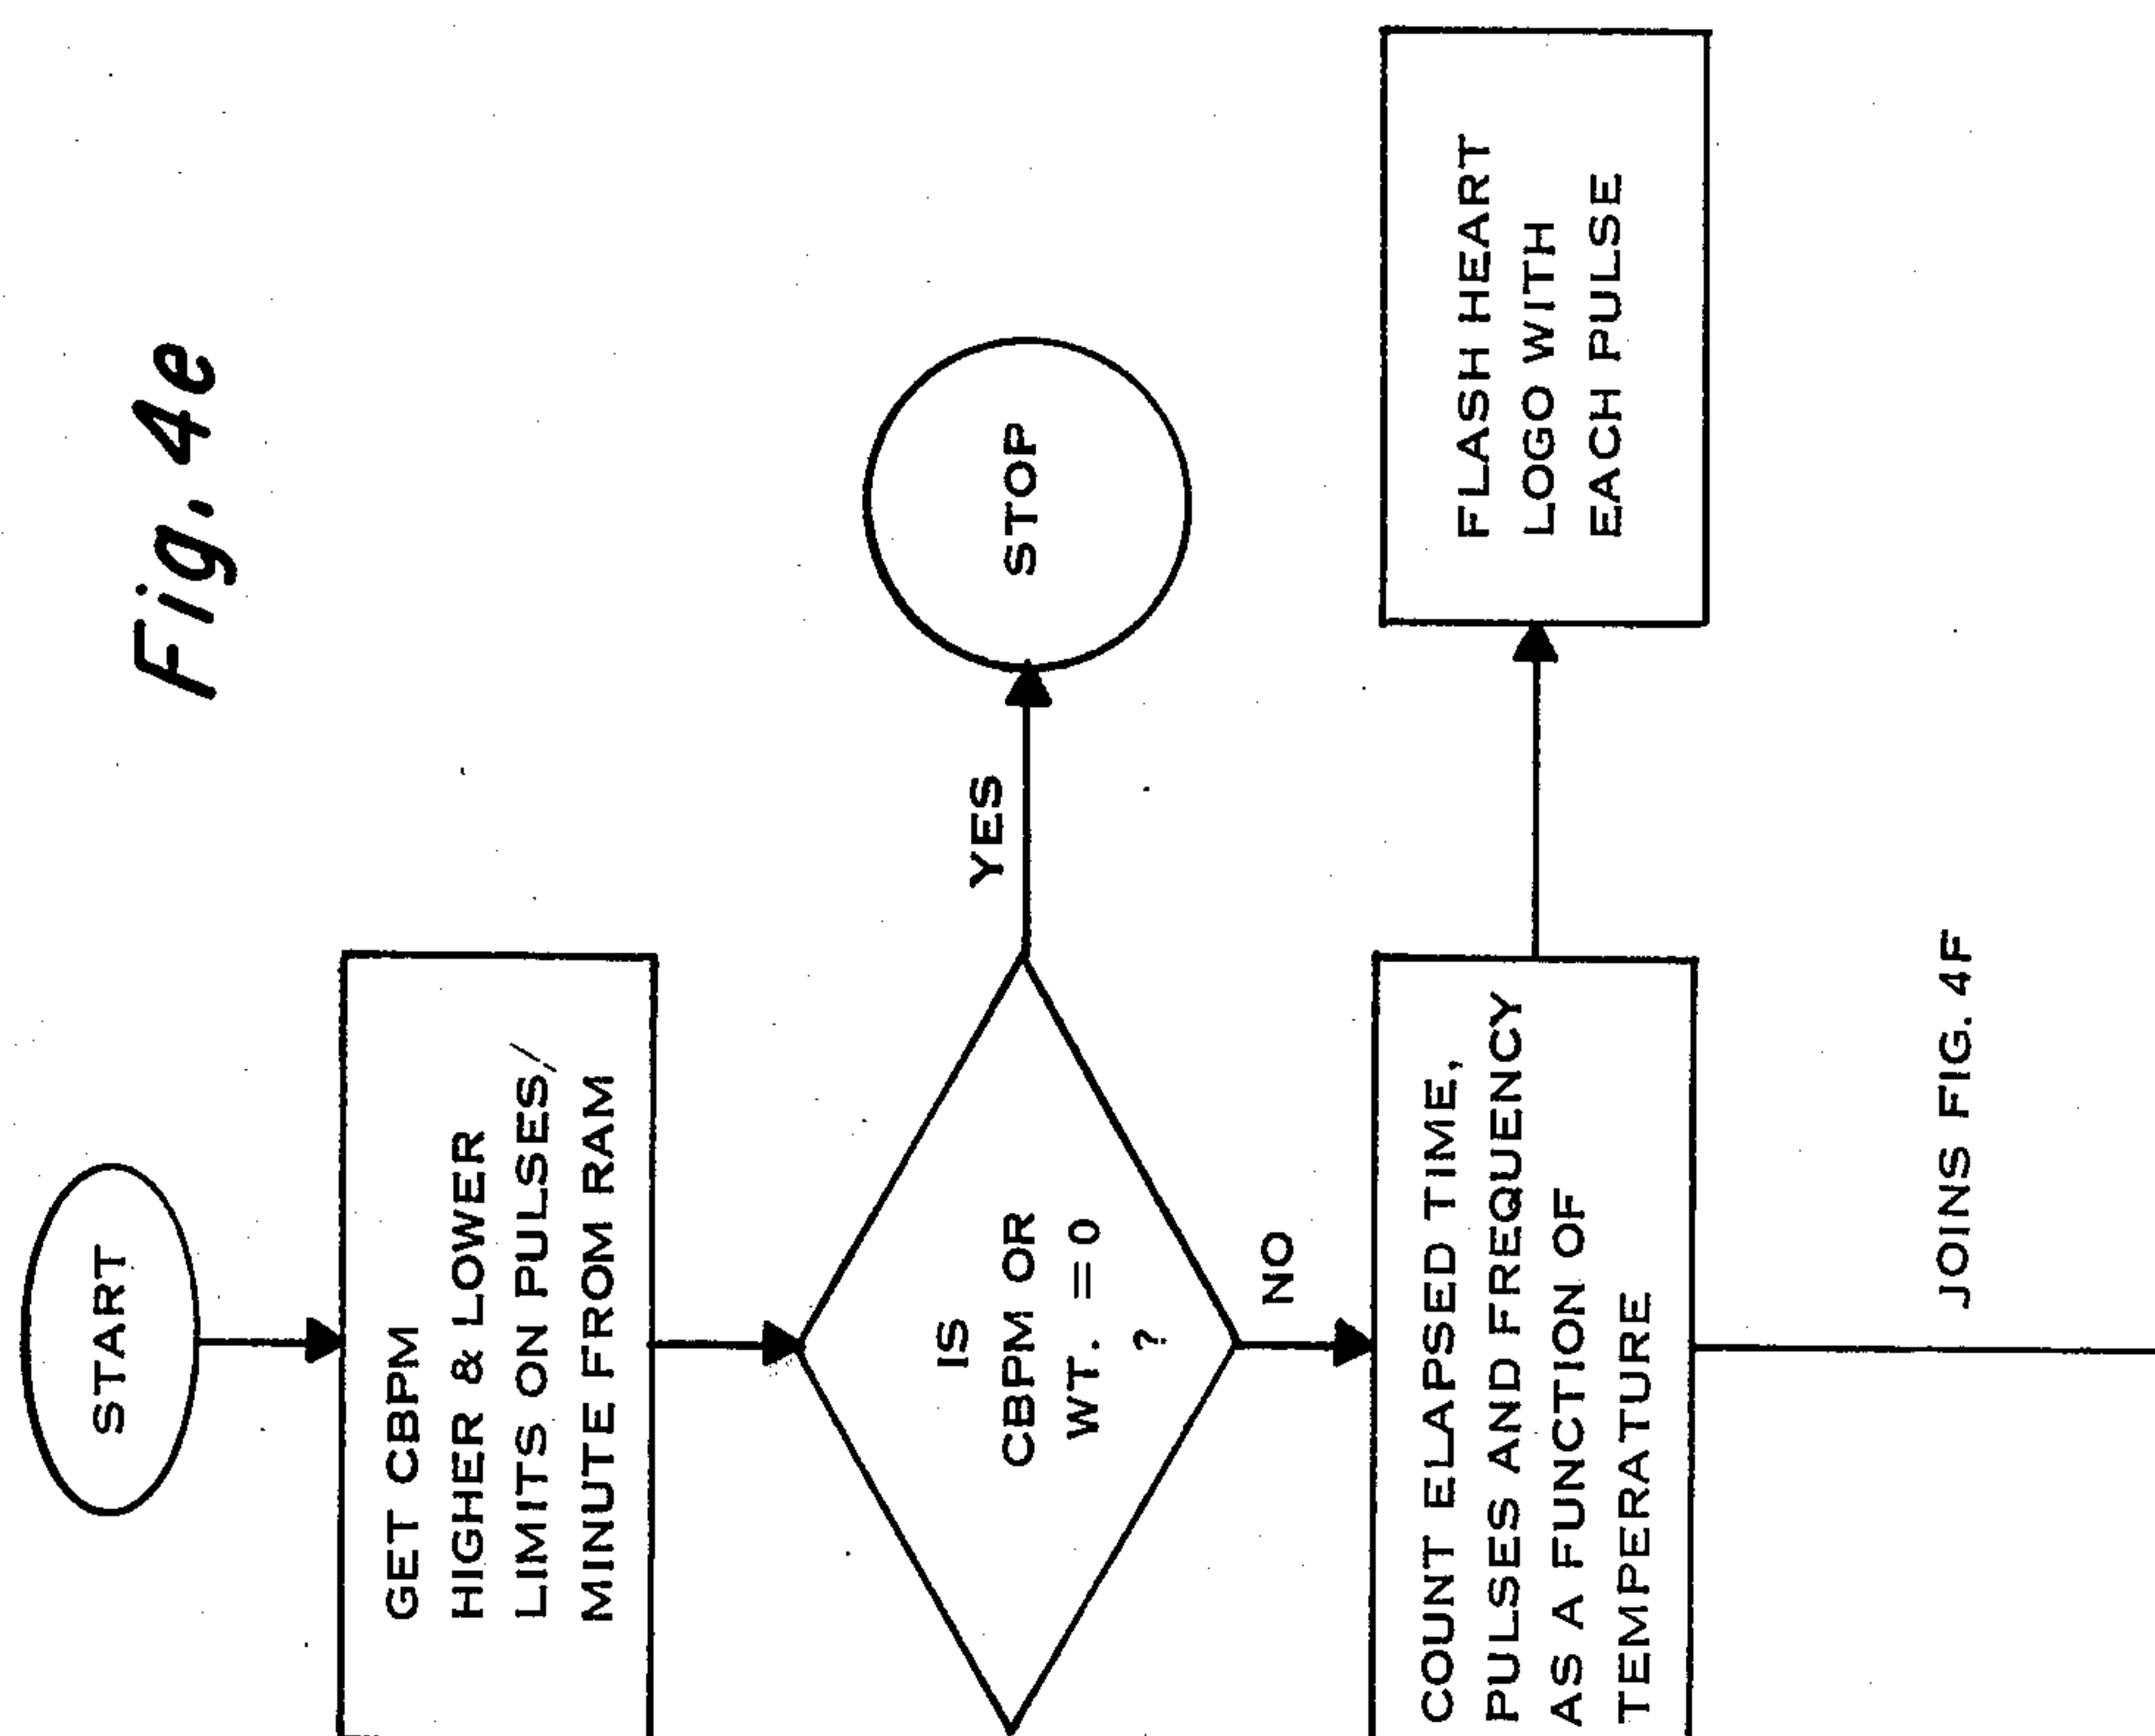 Fig. 4e
START
GET CBPM
HIGHER & LOWER
LIMITS ON PULSES/
MINUTE FROM RAM
IS
CBPM OR
WT. = 0
?
YES
STOP
NO
COUNT ELAPSED TIME,
PULSES AND FREQUENCY
AS A FUNCTION OF
TEMPERATURE
FLASH HEART
LOGO WITH
EACH PULSE
JOINS FIG. 4F